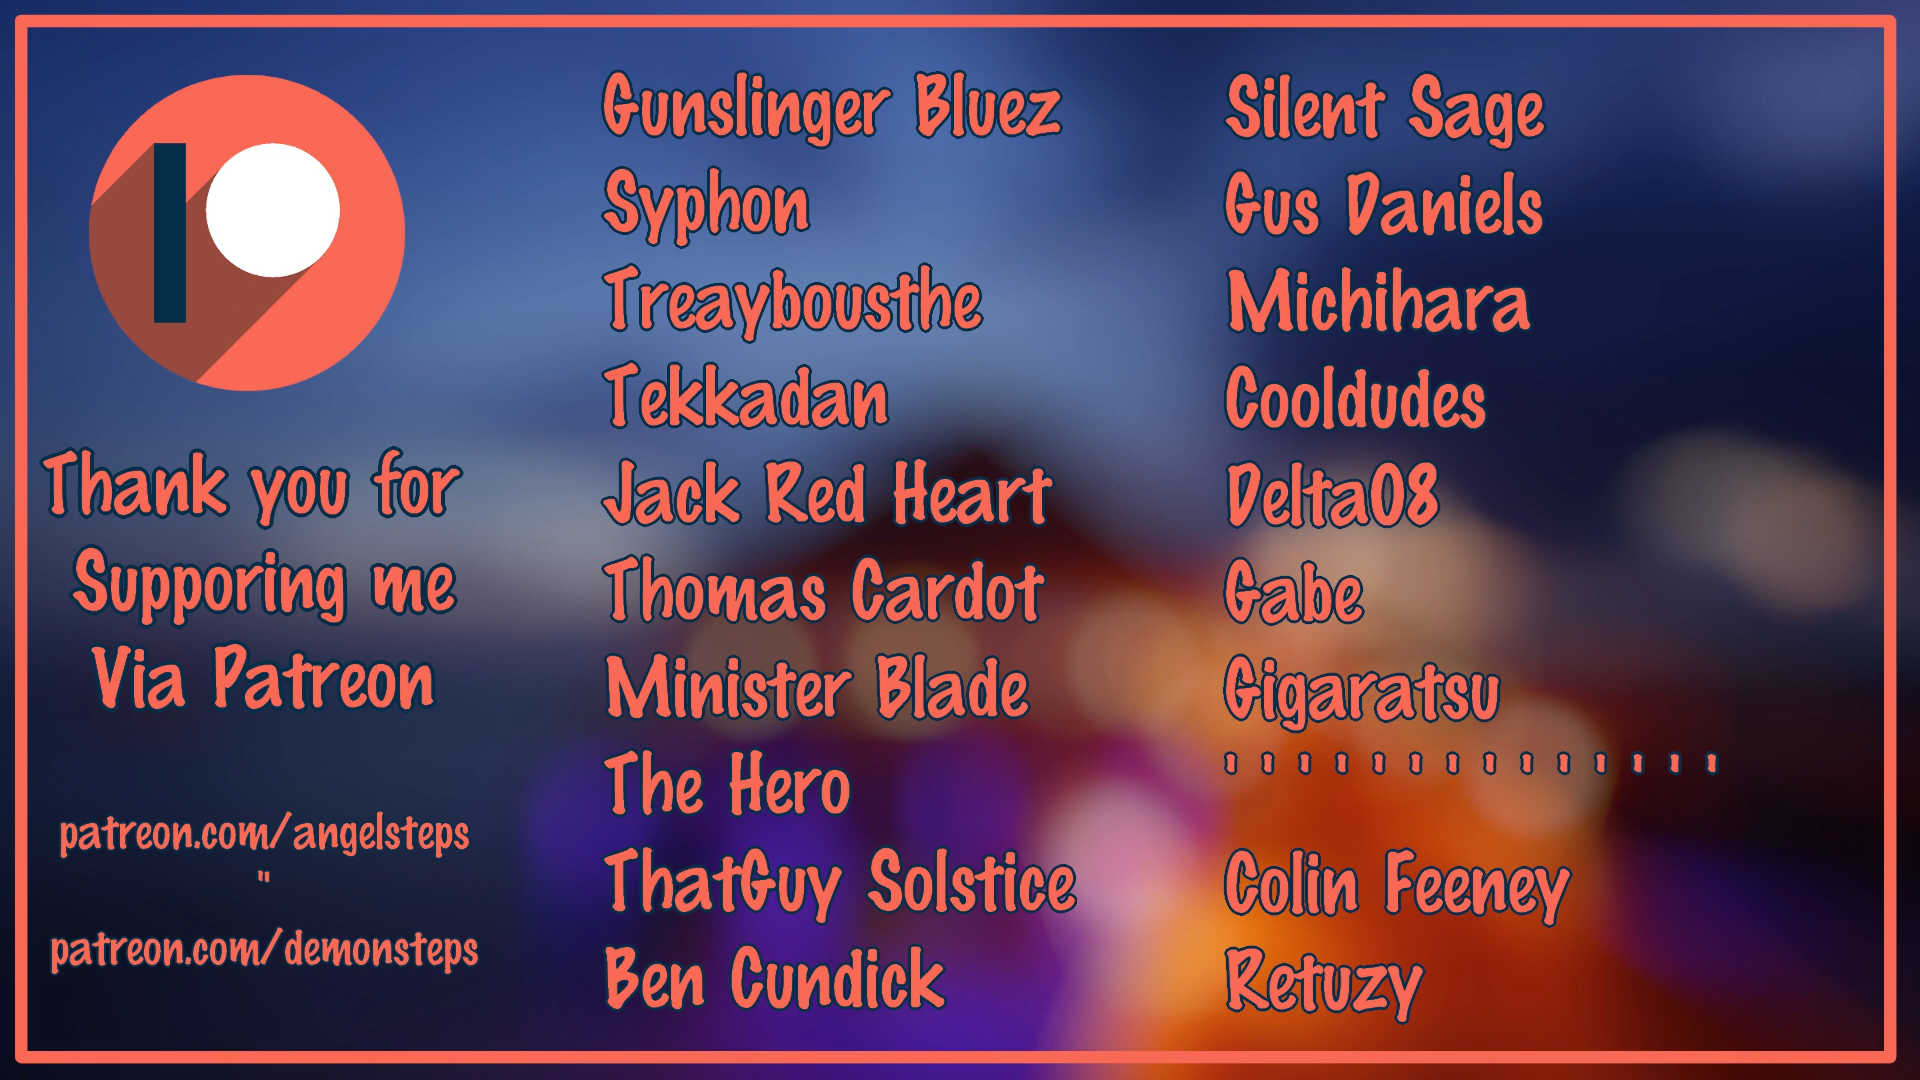 Thank you for
Supporing me
Via Patreon
patreon.com/angelsteps
"
patreon.com/demonsteps
Gunslinger Bluez
Syphon
Treaybousthe
Tekkadan
Jack Red Heart
Thomas Cardot
Minister Blade
The Hero
ThatGuy Solstice
Ben Cundick
Silent Sage
Gus Daniels
Michihara
Cooldudes
Delta08
Gabe
Gigaratsu
' ' ' ' ' ' ' ' ' ' ' ' ' '
Colin Feeney
Retuzy